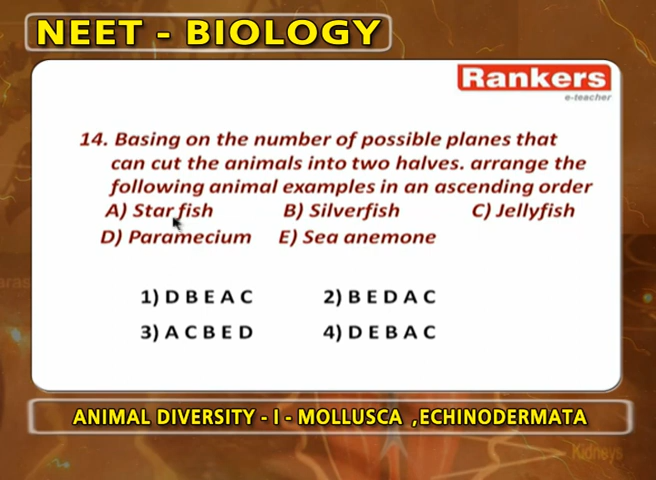 NEET - BIOLOGY
Rankers
e-teacher
14. Basing on the number of possible planes that
can cut the animals into two halves. arrange the
following animal examples in an ascending order
A) Star fish B) Silverfish C) Jellyfish
D) Paramecium E) Sea anemone
1) D B E A C 2) B E D A C
3) A C B E D 4) D E B A C
ANIMAL DIVERSITY - I - MOLLUSCA ,ECHINODERMATA
Kidneys